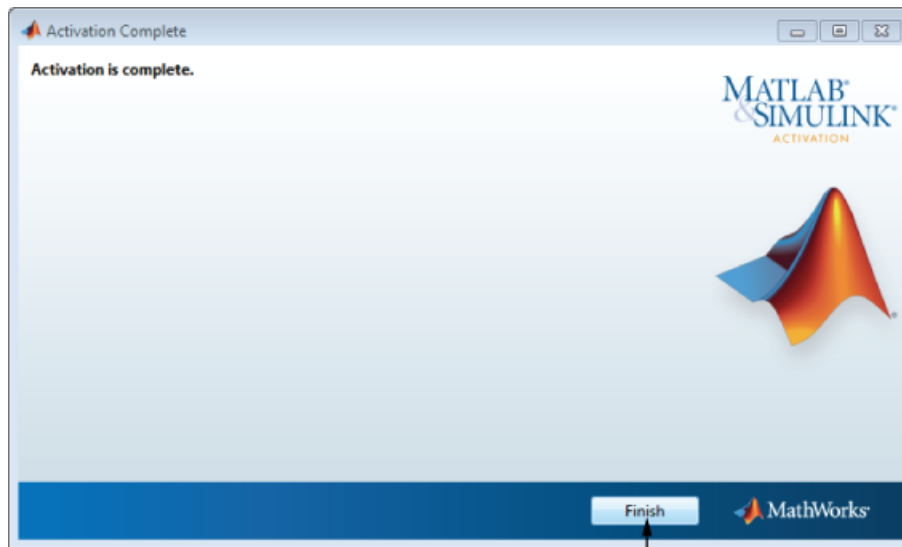 Activation Complete
Activation is complete.
MATLAB®
&SIMULINK®
ACTIVATION
®
Finish
MathWorks®